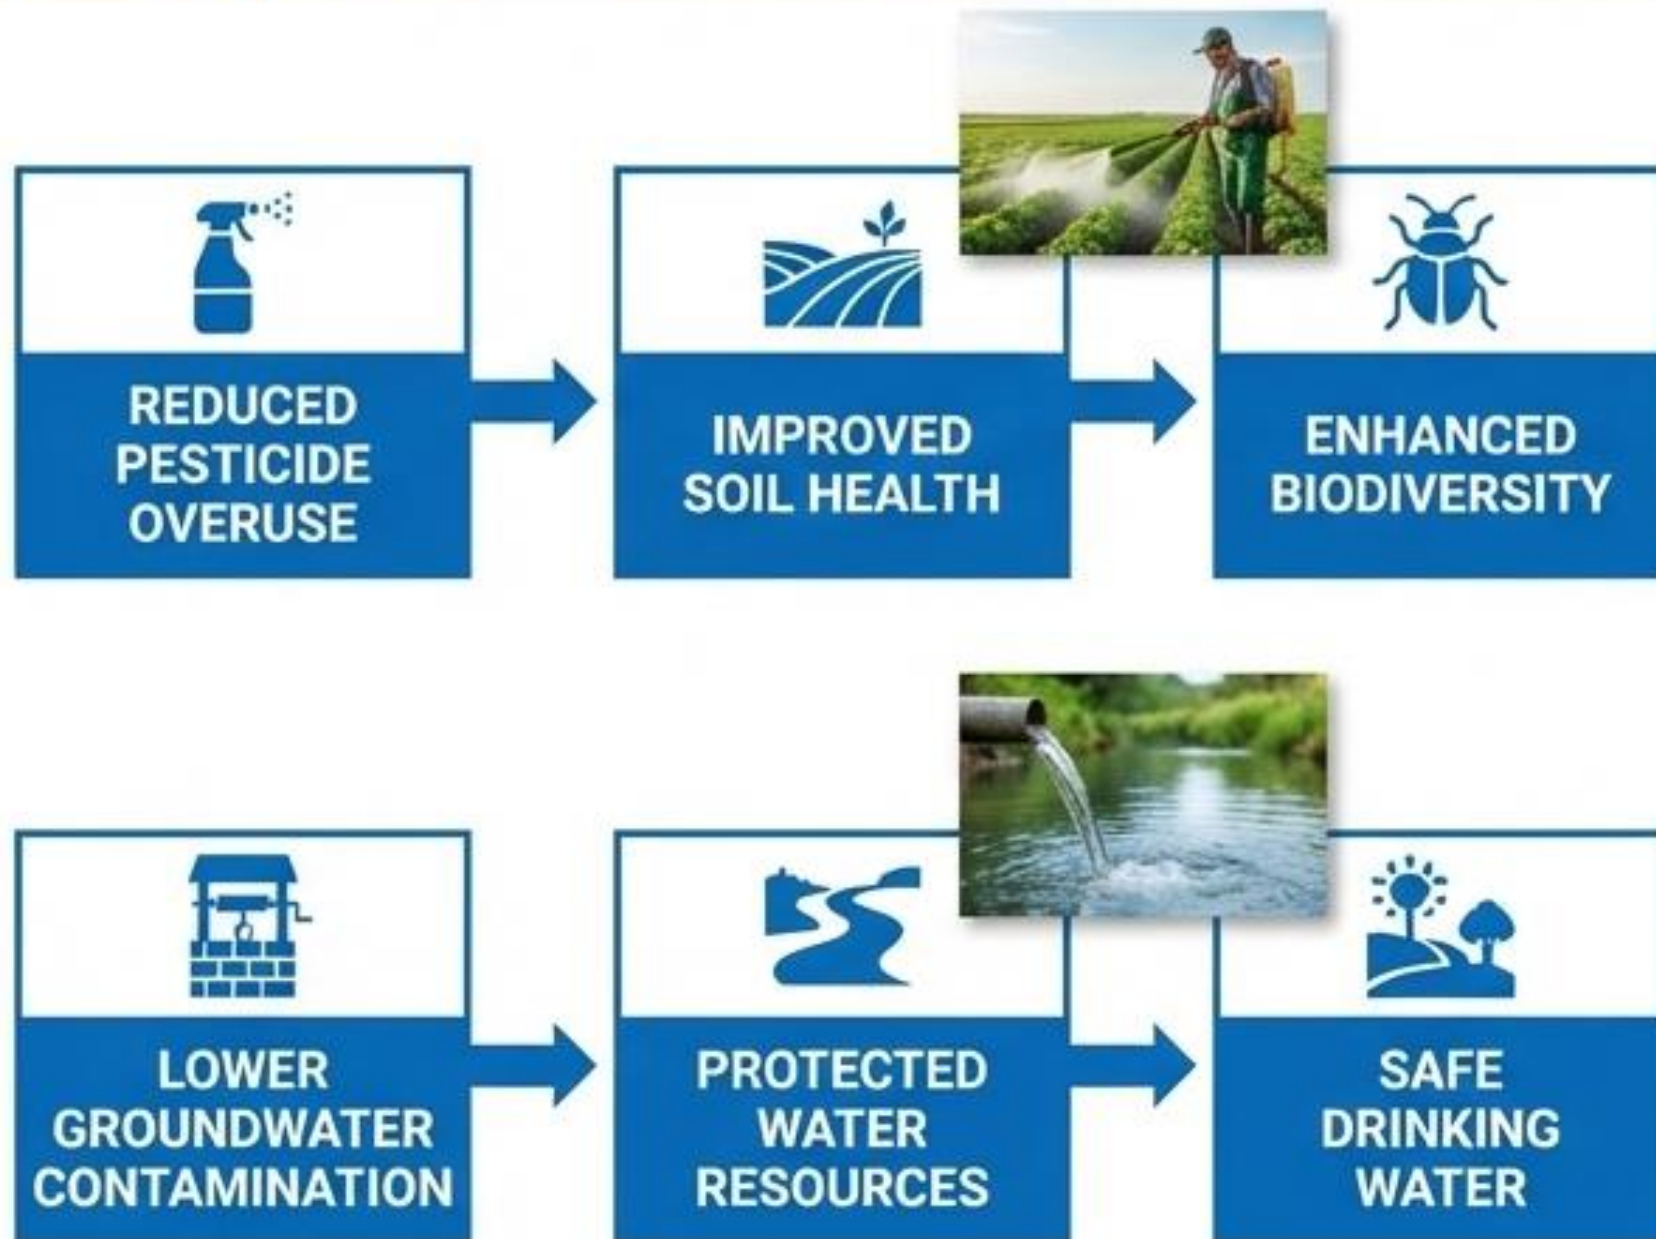 REDUCED
PESTICIDE
OVERUSE
IMPROVED
SOIL HEALTH
ENHANCED
BIODIVERSITY
LOWER
GROUNDWATER
CONTAMINATION
PROTECTED
WATER
RESOURCES
SAFE
DRINKING
WATER